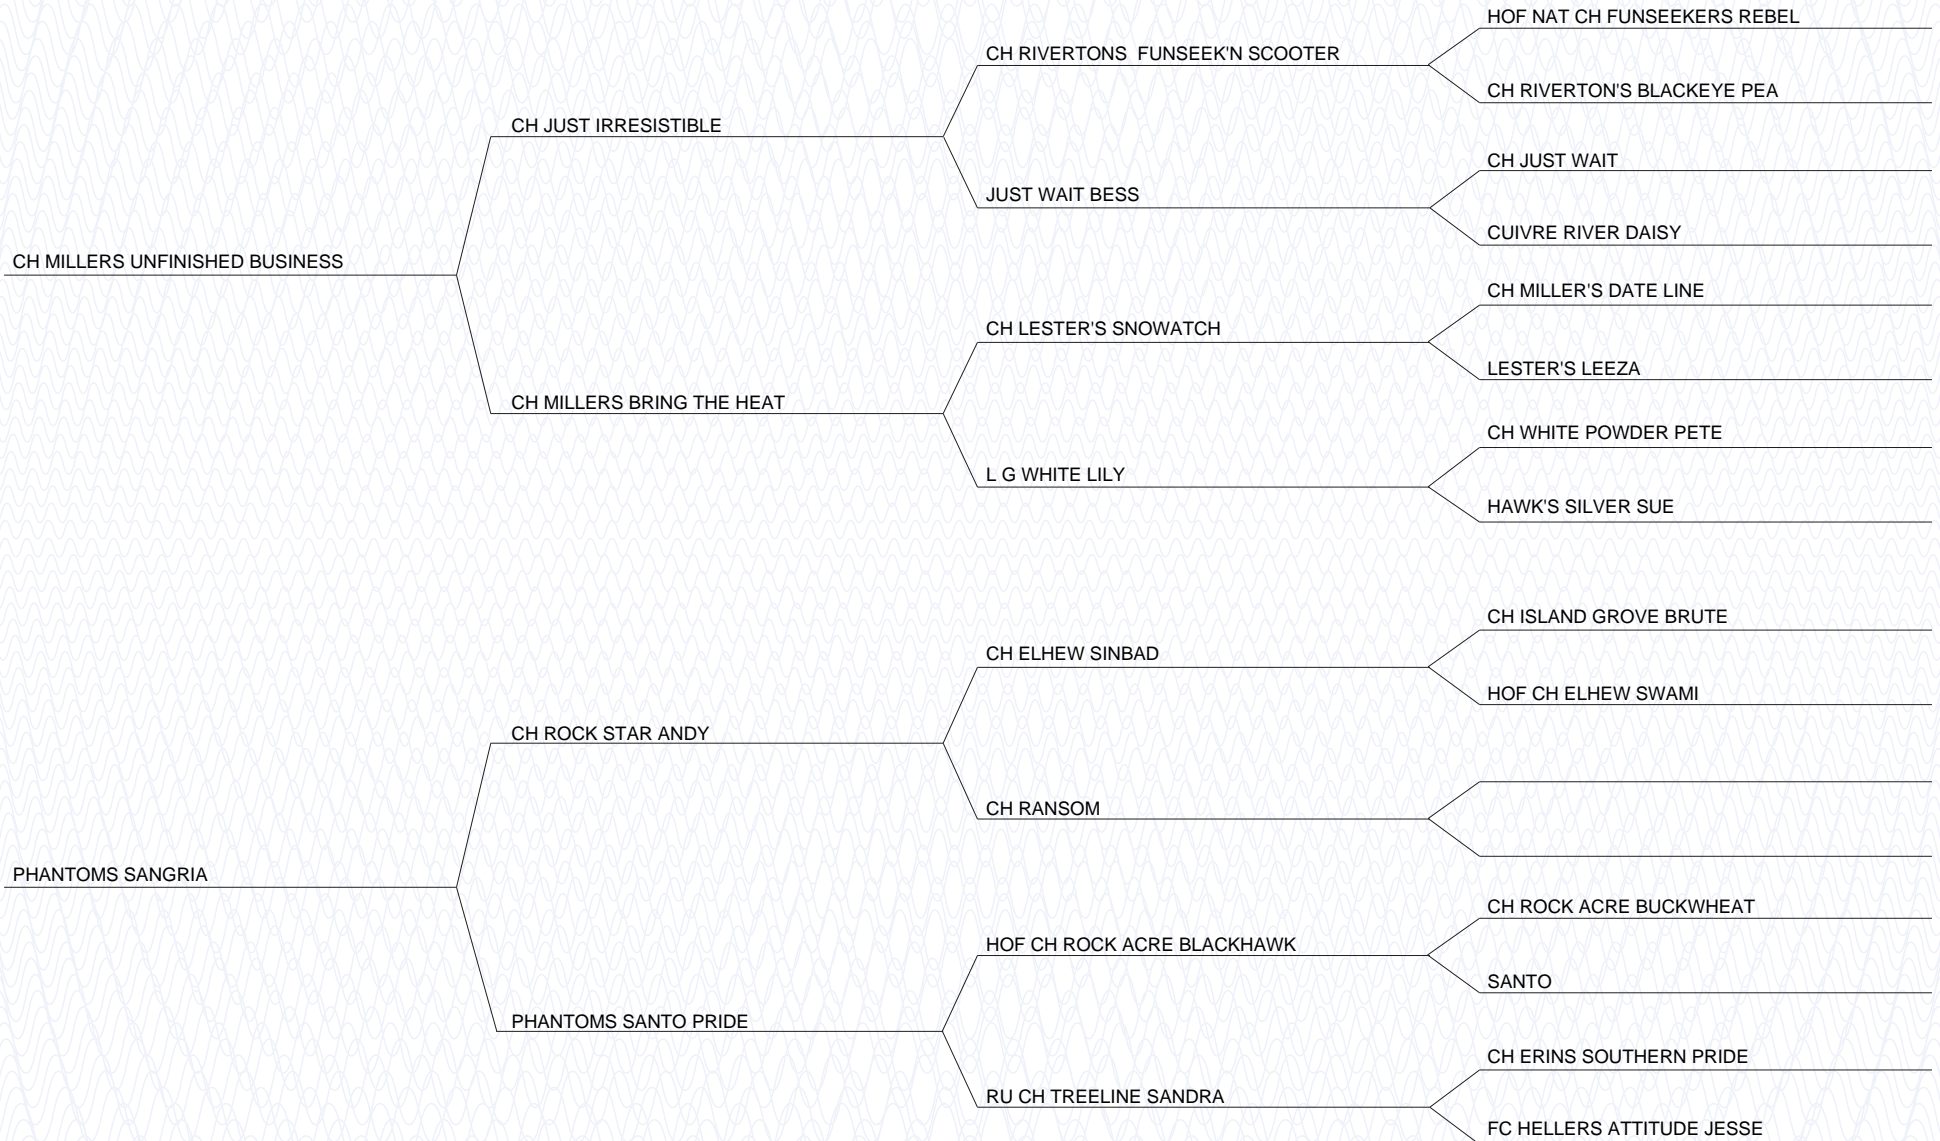 HOF NAT CH FUNSEEKERS REBEL
CH RIVERTONS  FUNSEEK'N SCOOTER
CH RIVERTON'S BLACKEYE PEA
CH JUST IRRESISTIBLE
CH JUST WAIT
JUST WAIT BESS
CUIVRE RIVER DAISY
CH MILLERS UNFINISHED BUSINESS
CH MILLER'S DATE LINE
CH LESTER'S SNOWATCH
LESTER'S LEEZA
CH MILLERS BRING THE HEAT
CH WHITE POWDER PETE
L G WHITE LILY
HAWK'S SILVER SUE
CH ISLAND GROVE BRUTE
CH ELHEW SINBAD
HOF CH ELHEW SWAMI
CH ROCK STAR ANDY
CH RANSOM
PHANTOMS SANGRIA
CH ROCK ACRE BUCKWHEAT
HOF CH ROCK ACRE BLACKHAWK
SANTO
PHANTOMS SANTO PRIDE
CH ERINS SOUTHERN PRIDE
RU CH TREELINE SANDRA
FC HELLERS ATTITUDE JESSE